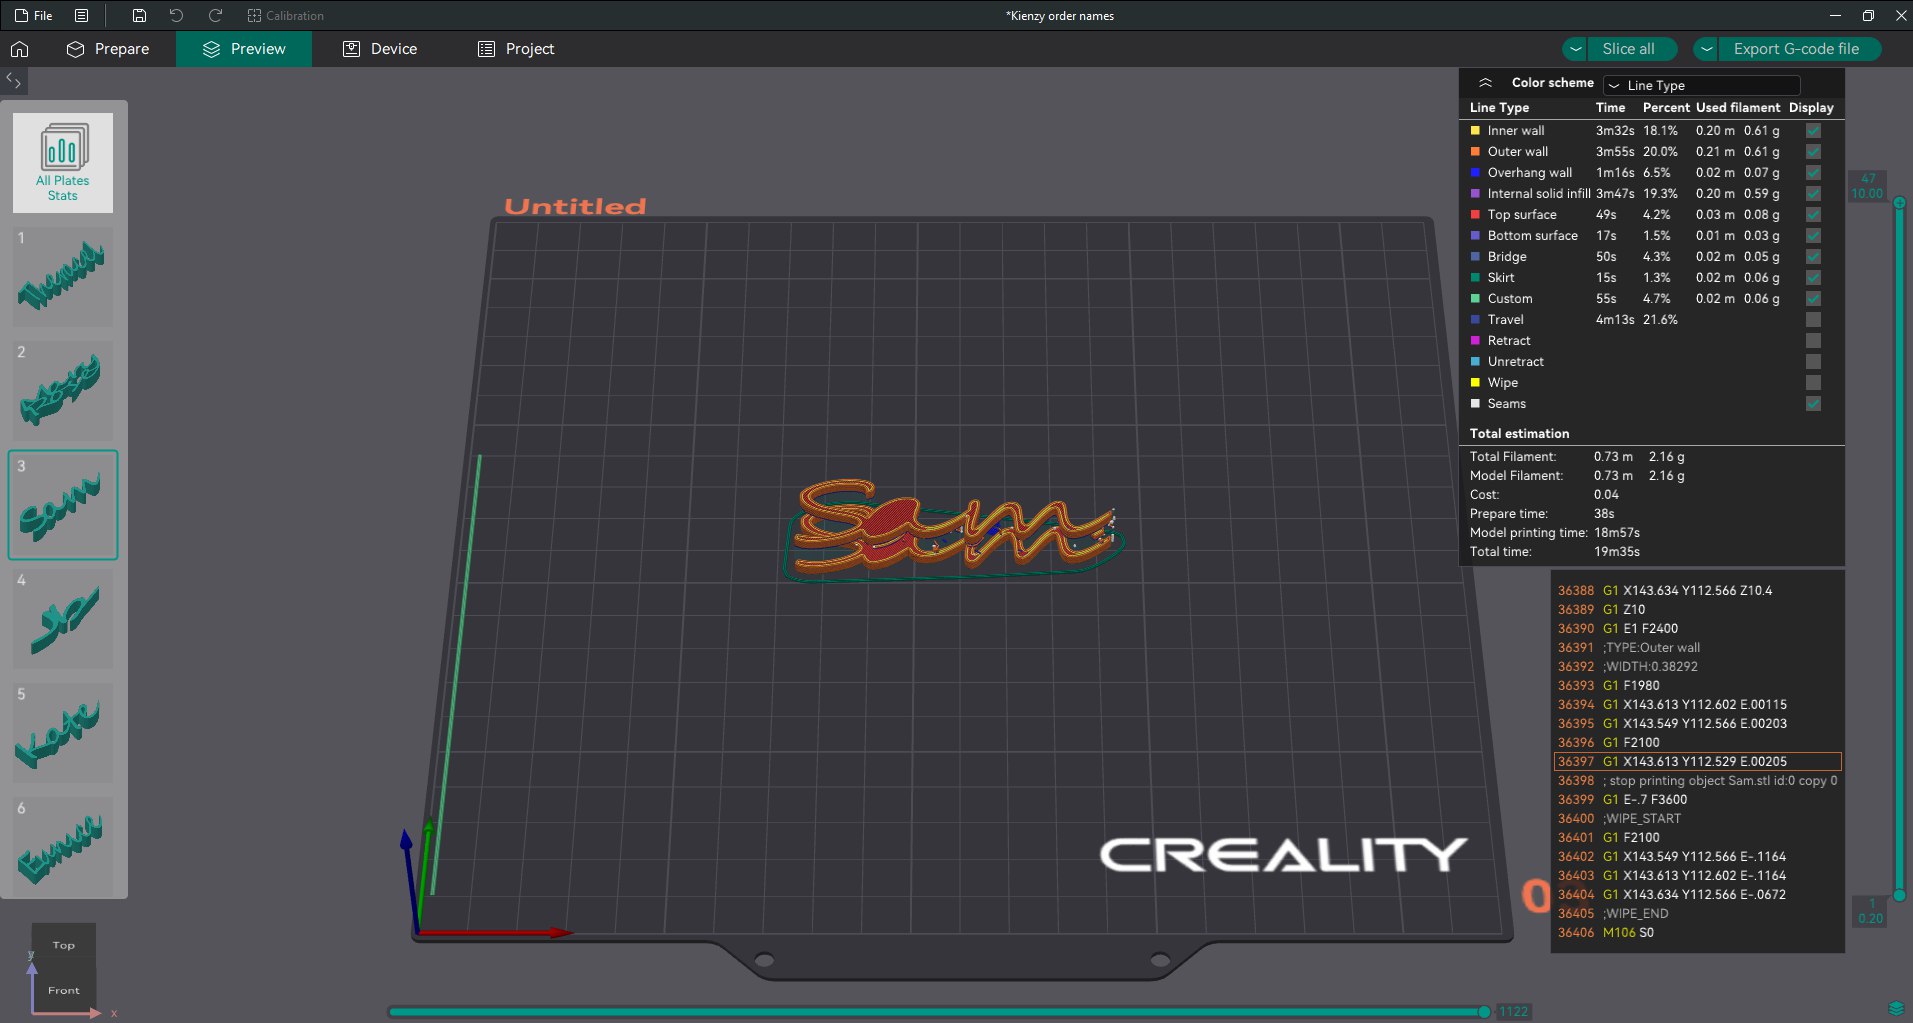 File
Calibration
*Kienzy order names
Prepare
Preview
Device
Project
Slice all
Export G-code file
All Plates
Stats
1
2
3
4
5
6
Untitled
Sam
CREALITY
Color scheme
Line Type
Line Type Time Percent Used filament Display
Inner wall 3m32s 18.1% 0.20 m 0.61 g
Outer wall 3m55s 20.0% 0.21 m 0.61 g
Overhang wall 1m16s 6.5% 0.02 m 0.07 g
Internal solid infill 3m47s 19.3% 0.20 m 0.59 g
Top surface 49s 4.2% 0.03 m 0.08 g
Bottom surface 17s 1.5% 0.01 m 0.03 g
Bridge 50s 4.3% 0.02 m 0.05 g
Skirt 15s 1.3% 0.02 m 0.06 g
Custom 55s 4.7% 0.02 m 0.06 g
Travel 4m13s 21.6%
Retract
Unretract
Wipe
Seams
Total estimation
Total Filament: 0.73 m 2.16 g
Model Filament: 0.73 m 2.16 g
Cost: 0.04
Prepare time: 38s
Model printing time: 18m57s
Total time: 19m35s
47
10.00
36388 G1 X143.634 Y112.566 Z10.4
36389 G1 Z10
36390 G1 E1 F2400
36391 ;TYPE:Outer wall
36392 ;WIDTH:0.38292
36393 G1 F1980
36394 G1 X143.613 Y112.602 E.00115
36395 G1 X143.549 Y112.566 E.00203
36396 G1 F2100
36397 G1 X143.613 Y112.529 E.00205
36398 ; stop printing object Sam.stl id:0 copy 0
36399 G1 E-.7 F3600
36400 ;WIPE_START
36401 G1 F2100
36402 G1 X143.549 Y112.566 E-.1164
36403 G1 X143.613 Y112.602 E-.1164
36404 G1 X143.634 Y112.566 E-.0672
36405 ;WIPE_END
36406 M106 S0
1
0.20
1122
Top
Front
y
x